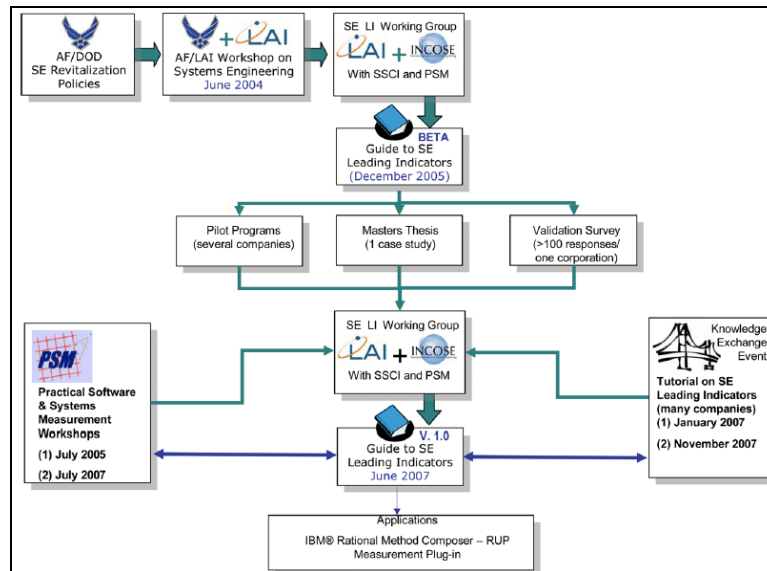 AF/DOD
SE Revitalization
Policies
+ LAI
AF/LAI Workshop on
Systems Engineering
June 2004
SE LI Working Group
LAI + INCOSE
With SSCI and PSM
BETA
Guide to SE
Leading Indicators
(December 2005)
Pilot Programs
(several companies)
Masters Thesis
(1 case study)
Validation Survey
(>100 responses/
one corporation)
PSM
Practical Software
& Systems
Measurement
Workshops
(1) July 2005
(2) July 2007
SE LI Working Group
LAI + INCOSE
With SSCI and PSM
Knowledge
Exchange
Event
Tutorial on SE
Leading Indicators
(many companies)
(1) January 2007
(2) November 2007
V. 1.0
Guide to SE
Leading Indicators
June 2007
Applications
IBM® Rational Method Composer – RUP
Measurement Plug-in